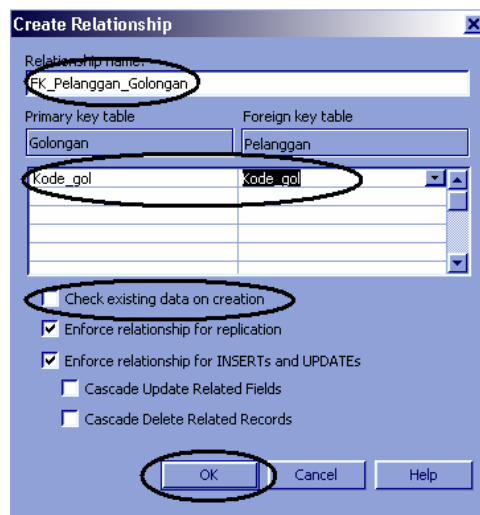 Create Relationship
Relationship name:
FK_Pelanggan_Golongan
Primary key table Foreign key table
Golongan Pelanggan
Kode_gol Kode_gol
Check existing data on creation
Enforce relationship for replication
Enforce relationship for INSERTs and UPDATEs
Cascade Update Related Fields
Cascade Delete Related Records
OK Cancel Help